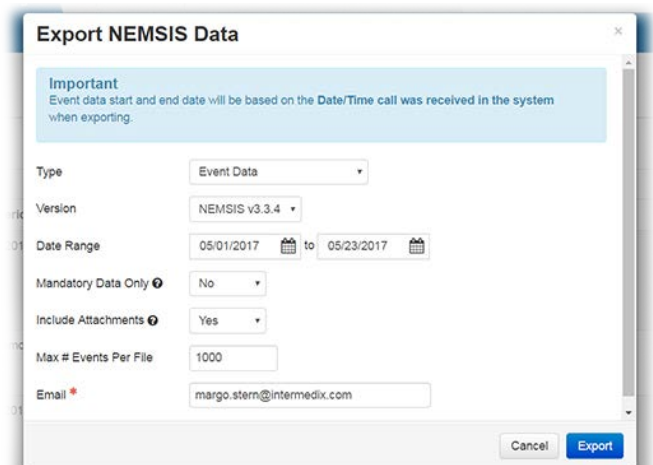 Export NEMSIS Data
×
Important
Event data start and end date will be based on the Date/Time call was received in the system
when exporting.
Type Event Data
Version NEMSIS v3.3.4
Date Range 05/01/2017 to 05/23/2017
Mandatory Data Only ? No
Include Attachments ? Yes
Max # Events Per File 1000
Email * margo.stern@intermedix.com
Cancel Export